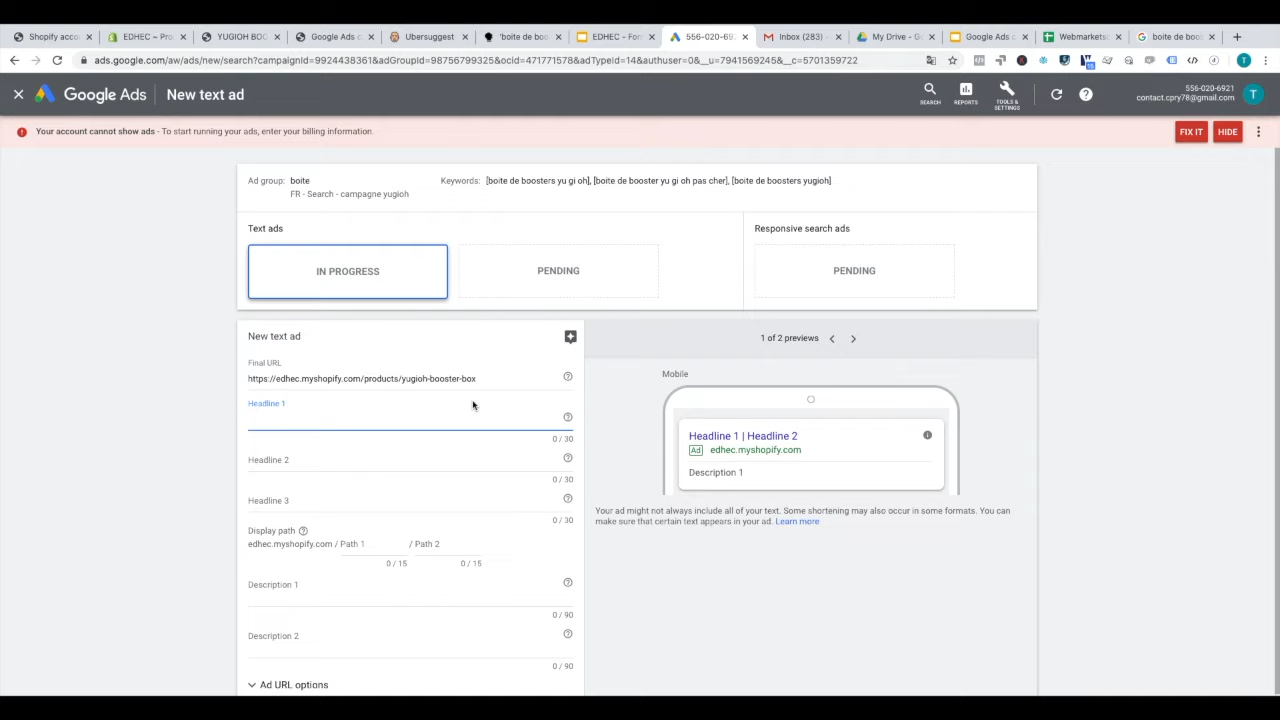 Shopify acco
EDHEC ~ Pro
YUGIOH BOO
Google Ads c
Ubersuggest
'boite de boo
EDHEC - For
556-020-692
Inbox (283) -
My Drive - G
Google Ads c
Webmarkets
boite de boos
ads.google.com/aw/ads/new/search?campaignId=9924438361&adGroupId=98756799325&ocId=471771578&adTypeId=14&authuser=0&__u=7941569245&__c=5701359722
Google Ads
New text ad
SEARCH
REPORTS
TOOLS & SETTINGS
556-020-6921
contact.cpry78@gmail.com
T
Your account cannot show ads - To start running your ads, enter your billing information.
FIX IT
HIDE
Ad group: boite
FR - Search - campagne yugioh
Keywords: [boite de boosters yu gi oh], [boite de booster yu gi oh pas cher], [boite de boosters yugioh]
Text ads
Responsive search ads
IN PROGRESS
PENDING
PENDING
New text ad
1 of 2 previews
Final URL
https://edhec.myshopify.com/products/yugioh-booster-box
Headline 1
0 / 30
Headline 2
0 / 30
Headline 3
0 / 30
Display path
edhec.myshopify.com / Path 1 / Path 2
0 / 15
0 / 15
Description 1
0 / 90
Description 2
0 / 90
Ad URL options
Mobile
Headline 1 | Headline 2
Ad edhec.myshopify.com
Description 1
Your ad might not always include all of your text. Some shortening may also occur in some formats. You can
make sure that certain text appears in your ad. Learn more